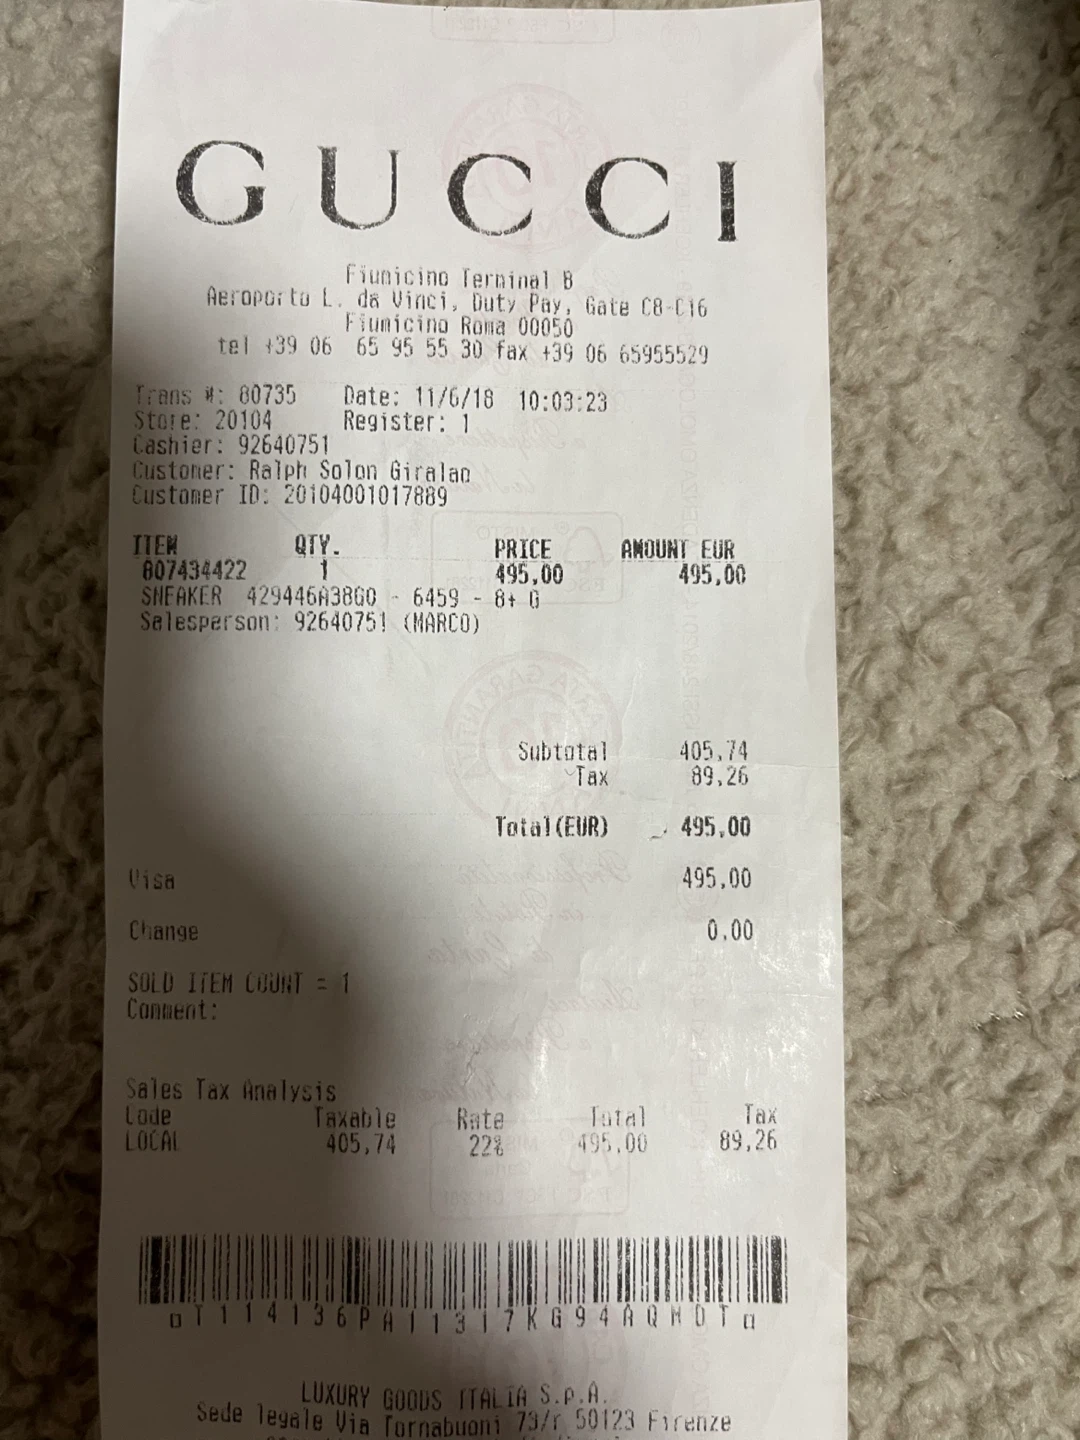 GUCCI
Fiumicino Terminal B
Aeroporto L. da Vinci, Duty Pay, Gate C8-C16
Fiumicino Roma 00050
tel +39 06 65 95 55 30 fax +39 06 65955529
Trans #: 80735 Date: 11/6/18 10:03:23
Store: 20104 Register: 1
Cashier: 92640751
Customer: Ralph Solon Giralao
Customer ID: 20104001017889
ITEM QTY. PRICE AMOUNT EUR
807434422 1 495,00 495,00
SNEAKER 429446A38G0 - 6459 - 8+ G
Salesperson: 92640751 (MARCO)
Subtotal 405,74
Tax 89,26
Total(EUR) 495,00
Visa 495,00
Change 0,00
SOLD ITEM COUNT = 1
Comment:
Sales Tax Analysis
Code Taxable Rate Total Tax
LOCAL 405,74 22% 495,00 89,26
T114136PA11317KG94AQMDT
LUXURY GOODS ITALIA S.p.A.
Sede legale Via Tornabuoni 73/r 50123 Firenze